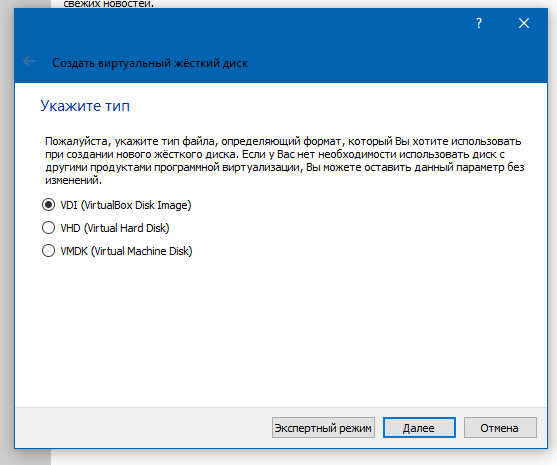 свежих новостей.
?
Создать виртуальный жёсткий диск
Укажите тип
Пожалуйста, укажите тип файла, определяющий формат, который Вы хотите использовать
при создании нового жёсткого диска. Если у Вас нет необходимости использовать диск с
другими продуктами программной виртуализации, Вы можете оставить данный параметр без
изменений.
VDI (VirtualBox Disk Image)
VHD (Virtual Hard Disk)
VMDK (Virtual Machine Disk)
Экспертный режим Далее Отмена